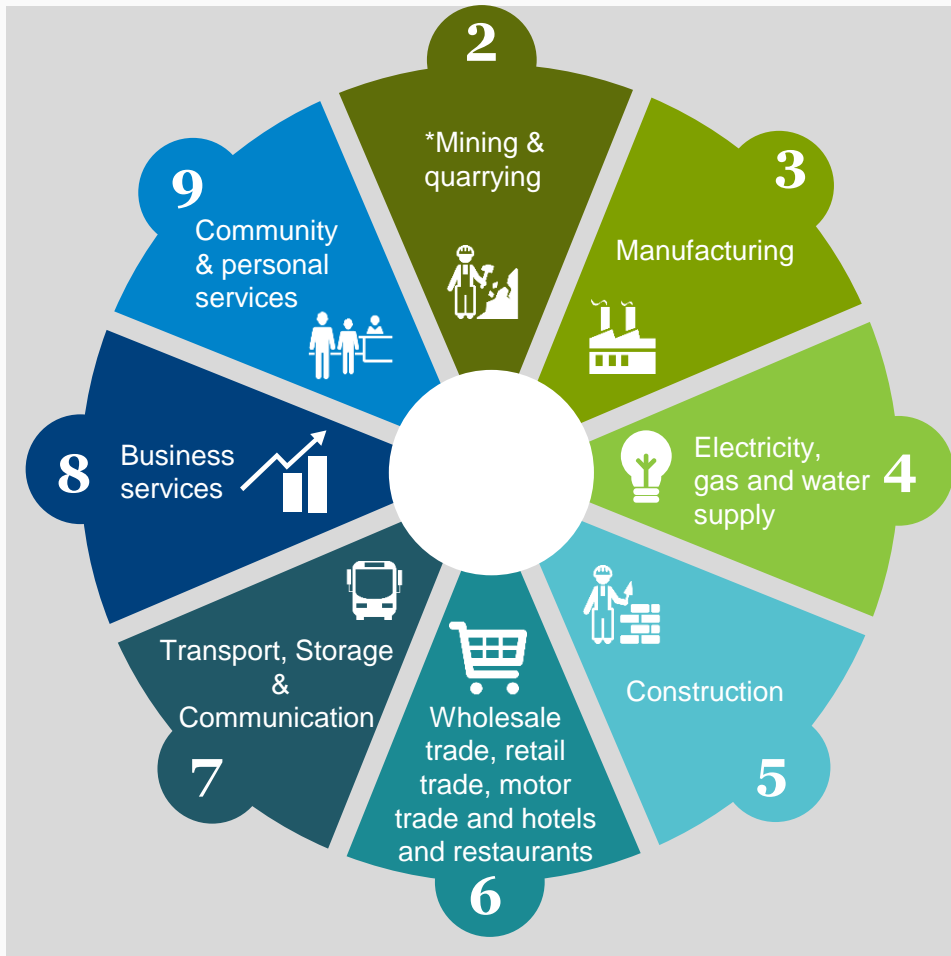 2
*Mining &
quarrying
3
Manufacturing
4
Electricity,
gas and water
supply
5
Construction
6
Wholesale
trade, retail
trade, motor
trade and hotels
and restaurants
7
Transport, Storage
&
Communication
8
Business
services
9
Community
& personal
services